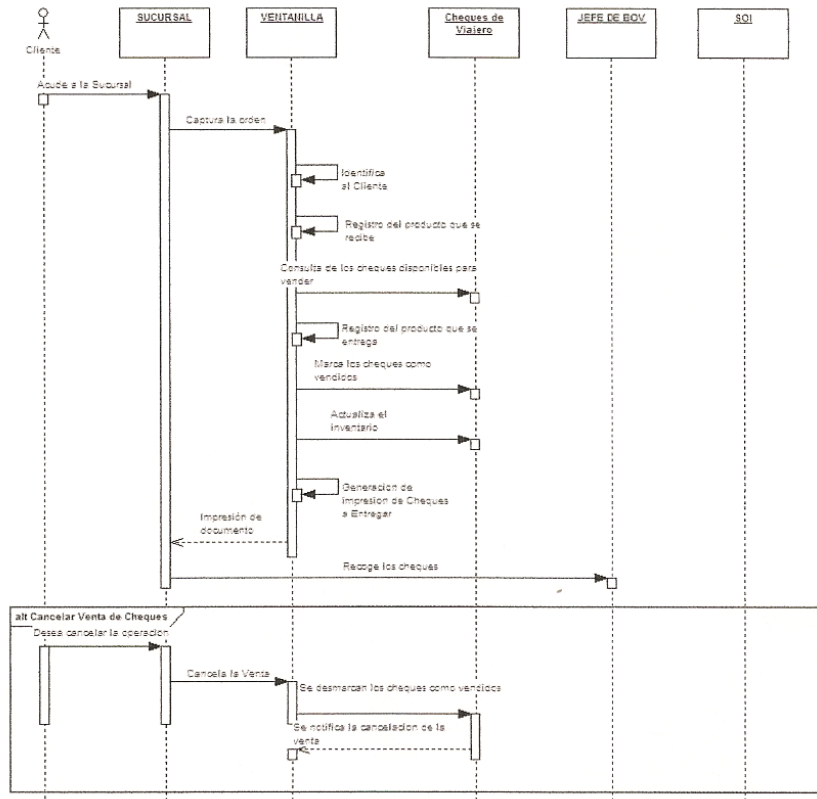 SUCURSAL
VENTANILLA
Cheques de
Viajero
JEFE DE BOV.
SOI
Cliente
Acude a la Sucursal
Captura la orden
Identifica
al Cliente
Registro del producto que se
recibe
Consulta de los cheques disponibles para
vender
Registro del producto que se
entrega
Marca los cheques como
vendidos
Actualiza el
inventario
Generacion de
impresion de Cheques
a Entregar
Impresión de
documento
Recoge los cheques
alt Cancelar Venta de Cheques
Desea cancelar la operacion
Cancela la Venta
Se desmarcan los cheques como vendidos
Se notifica la cancelacion de la
venta